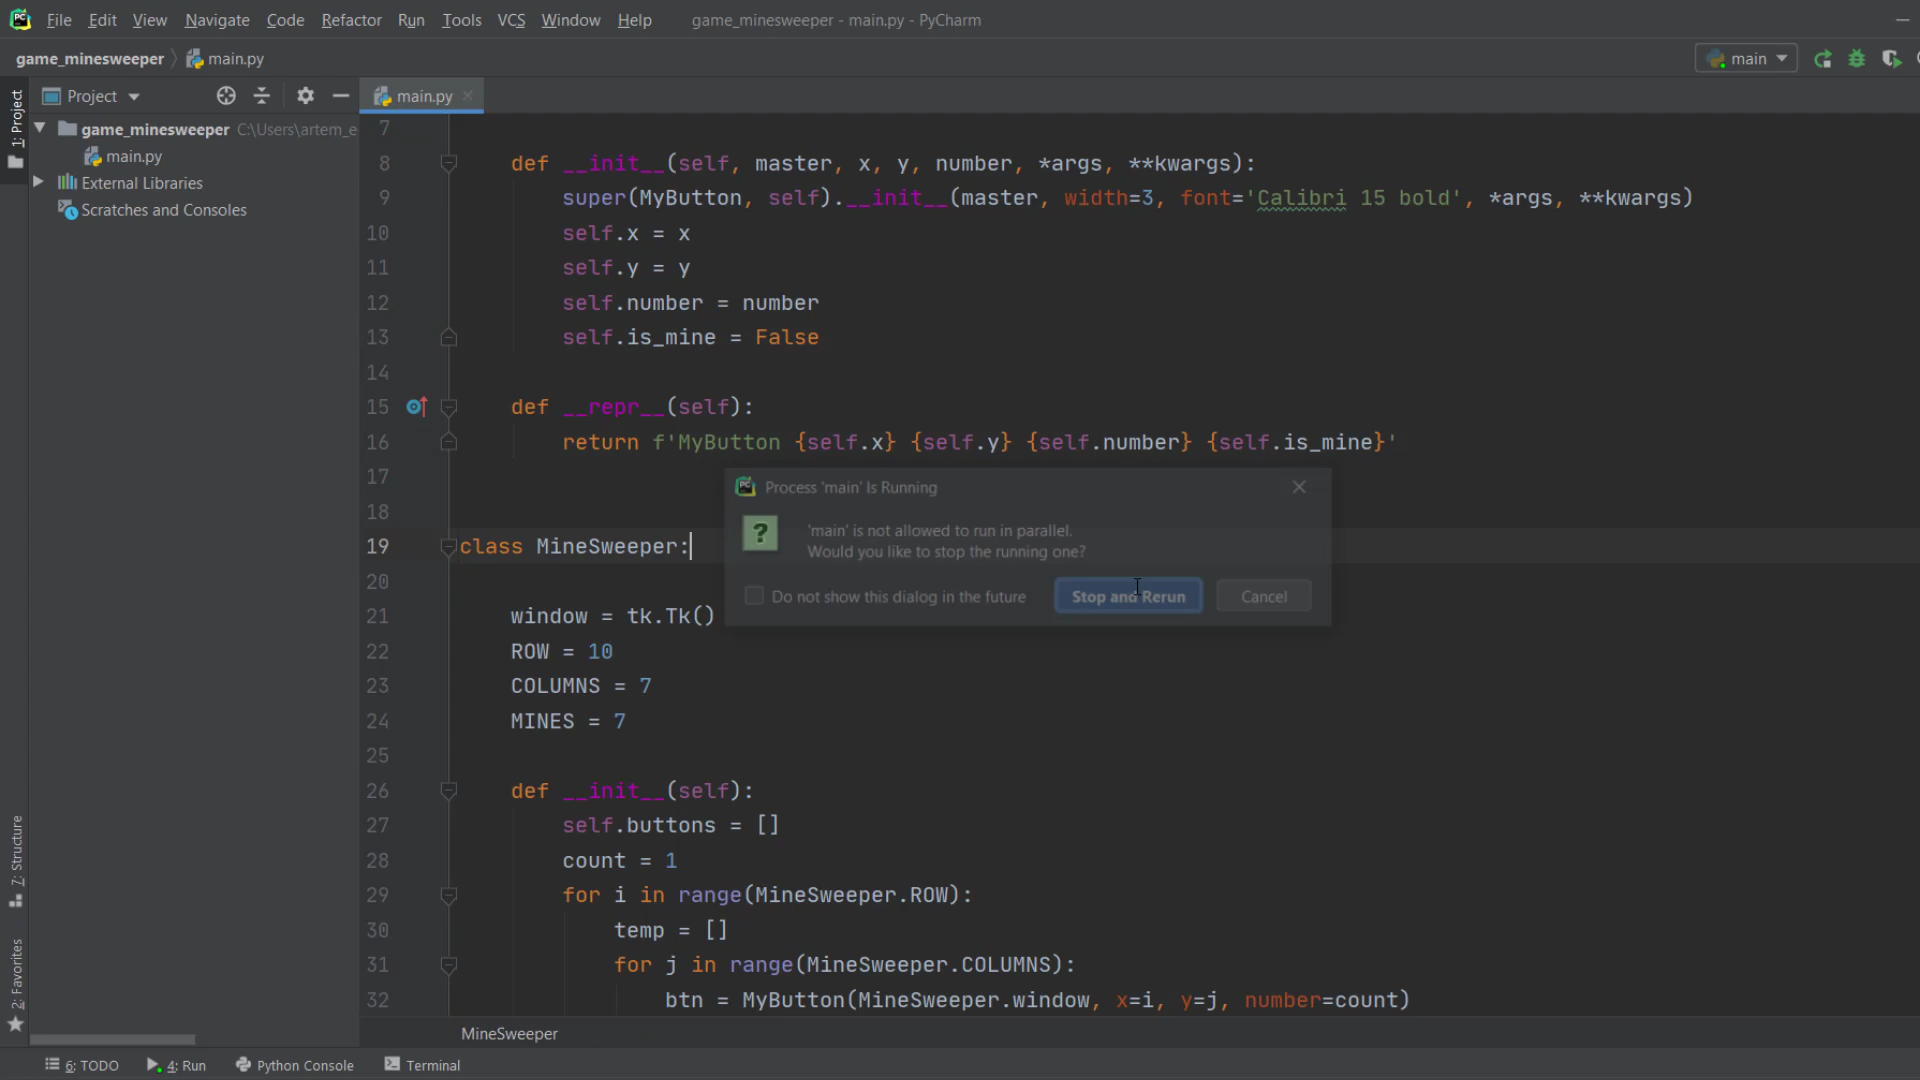 File Edit View Navigate Code Refactor Run Tools VCS Window Help game_minesweeper - main.py - PyCharm
game_minesweeper main.py main
1: Project
Project
main.py
game_minesweeper C:\Users\artem_e
main.py
External Libraries
Scratches and Consoles
7
8 def __init__(self, master, x, y, number, *args, **kwargs):
9 super(MyButton, self).__init__(master, width=3, font='Calibri 15 bold', *args, **kwargs)
10 self.x = x
11 self.y = y
12 self.number = number
13 self.is_mine = False
14
15 def __repr__(self):
16 return f'MyButton {self.x} {self.y} {self.number} {self.is_mine}'
17
18
19 class MineSweeper:
20
21 window = tk.Tk()
22 ROW = 10
23 COLUMNS = 7
24 MINES = 7
25
26 def __init__(self):
27 self.buttons = []
28 count = 1
29 for i in range(MineSweeper.ROW):
30 temp = []
31 for j in range(MineSweeper.COLUMNS):
32 btn = MyButton(MineSweeper.window, x=i, y=j, number=count)
PC Process 'main' Is Running
? 'main' is not allowed to run in parallel.
Would you like to stop the running one?
Do not show this dialog in the future Stop and Rerun Cancel
7: Structure
2: Favorites
MineSweeper
6: TODO 4: Run Python Console Terminal